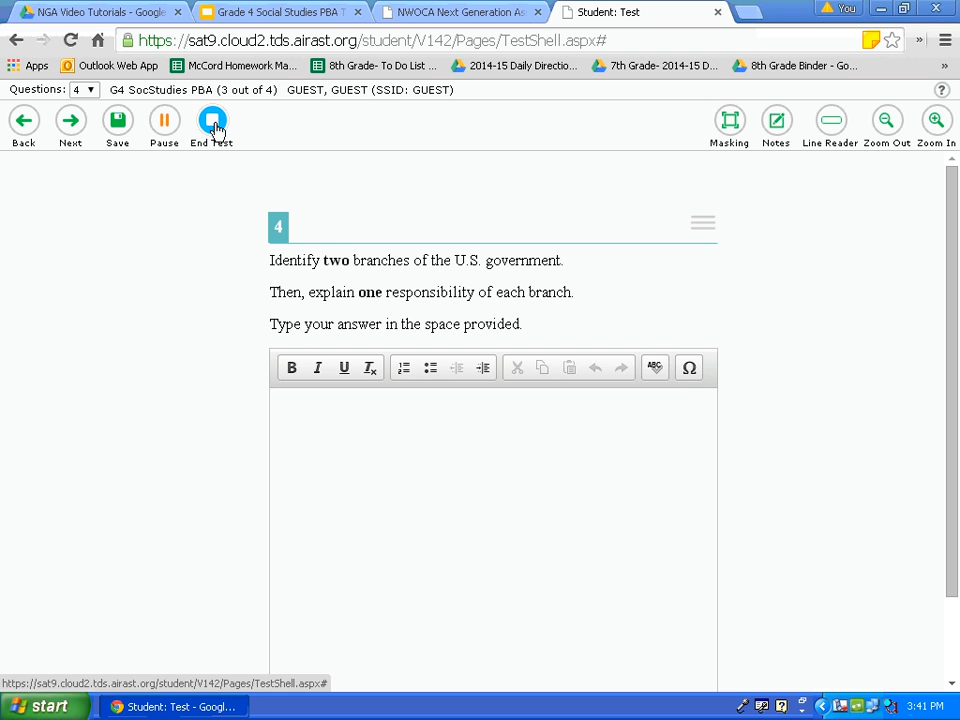 NGA Video Tutorials - Google
Grade 4 Social Studies PBA T
NWOCA Next Generation As
Student: Test
You
https://sat9.cloud2.tds.airast.org/student/V142/Pages/TestShell.aspx#
Apps
Outlook Web App
McCord Homework Ma...
8th Grade- To Do List ...
2014-15 Daily Directio...
7th Grade- 2014-15 D...
8th Grade Binder - Go...
Questions: 4 G4 SocStudies PBA (3 out of 4) GUEST, GUEST (SSID: GUEST)
Back
Next
Save
Pause
End Test
Masking
Notes
Line Reader
Zoom Out
Zoom In
4
Identify two branches of the U.S. government.
Then, explain one responsibility of each branch.
Type your answer in the space provided.
B I U Tx ABC Ω
https://sat9.cloud2.tds.airast.org/student/V142/Pages/TestShell.aspx#
start
Student: Test - Googl...
3:41 PM